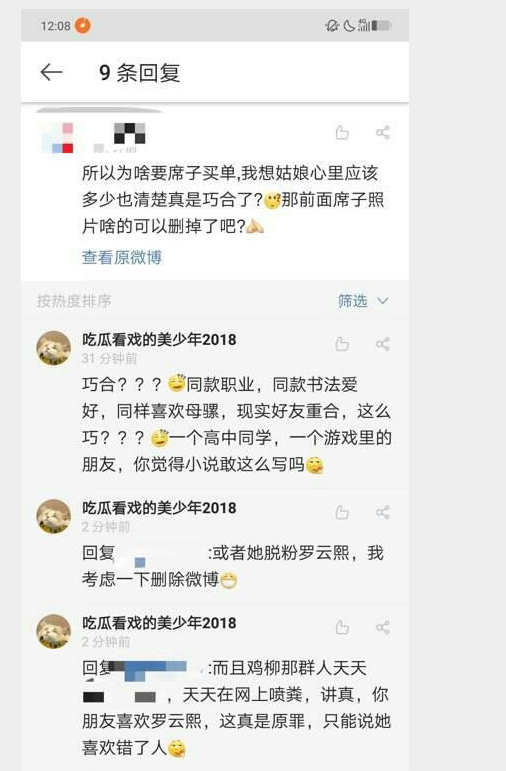 12:08
9 条回复
所以为啥要席子买单,我想姑娘心里应该
多少也清楚真是巧合了?那前面席子照
片啥的可以删掉了吧?
查看原微博
按热度排序
筛选
吃瓜看戏的美少年2018
31 分钟前
巧合？？？同款职业，同款书法爱
好，同样喜欢母骡，现实好友重合，这么
巧？？？一个高中同学，一个游戏里的
朋友，你觉得小说敢这么写吗
吃瓜看戏的美少年2018
2 分钟前
回复 :或者她脱粉罗云熙，我
考虑一下删除微博
吃瓜看戏的美少年2018
2 分钟前
回复 :而且鸡柳那群人天天
，天天在网上喷粪，讲真，你
朋友喜欢罗云熙，这真是原罪，只能说她
喜欢错了人